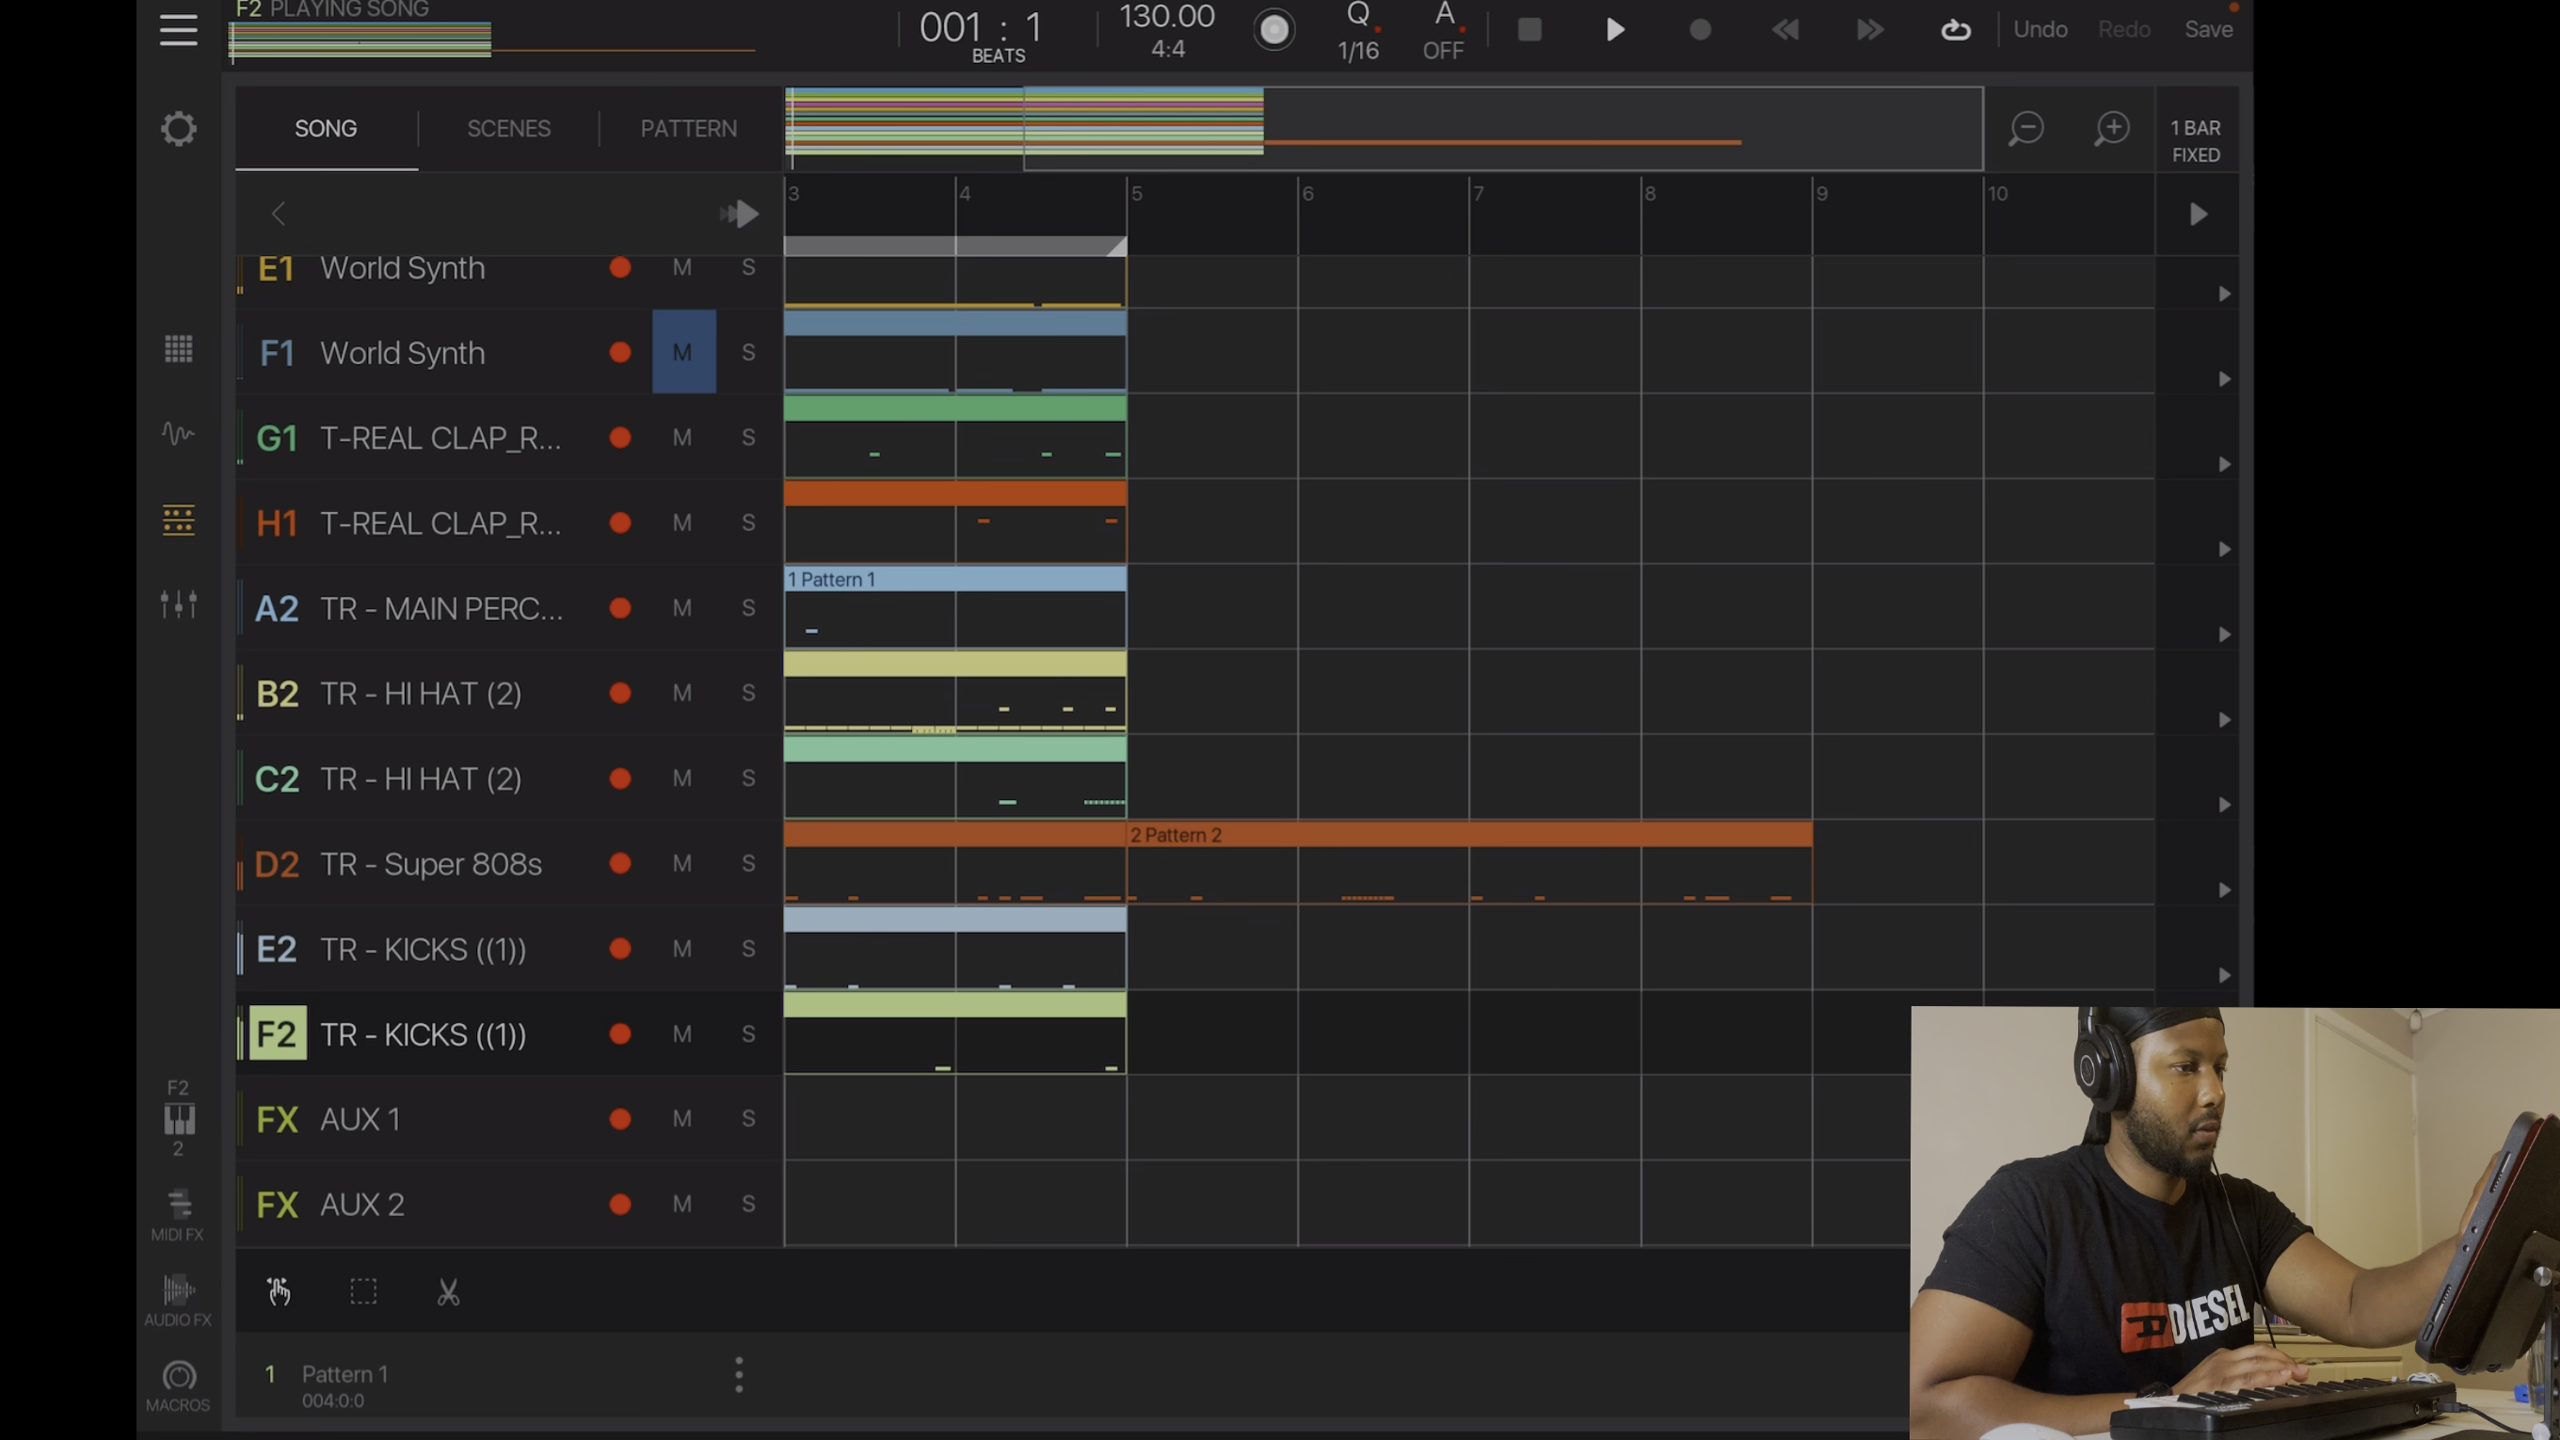 F2 PLAYING SONG
001 : 1
BEATS
130.00
4:4
Q
1/16
A
OFF
Undo
Redo
Save
SONG
SCENES
PATTERN
1 BAR
FIXED
3
4
5
6
7
8
9
10
E1 World Synth M S
F1 World Synth M S
G1 T-REAL CLAP_R... M S
H1 T-REAL CLAP_R... M S
1 Pattern 1
A2 TR - MAIN PERC... M S
B2 TR - HI HAT (2) M S
C2 TR - HI HAT (2) M S
2 Pattern 2
D2 TR - Super 808s M S
E2 TR - KICKS ((1)) M S
F2 TR - KICKS ((1)) M S
FX AUX 1 M S
FX AUX 2 M S
F2
2
MIDI FX
AUDIO FX
MACROS
1 Pattern 1
004:0:0
DIESEL